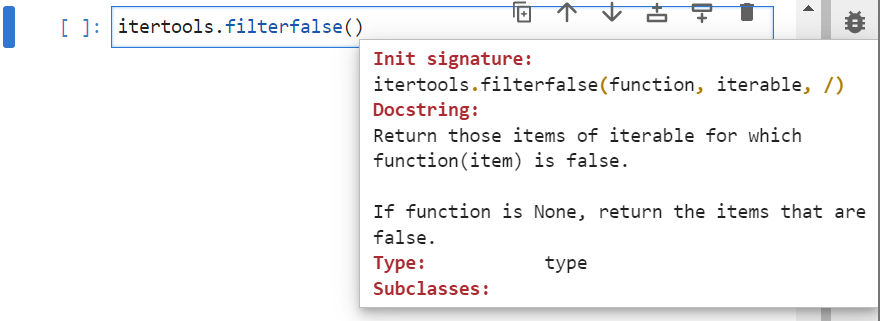 [ ]: itertools.filterfalse()
Init signature:
itertools.filterfalse(function, iterable, /)
Docstring:
Return those items of iterable for which
function(item) is false.
If function is None, return the items that are
false.
Type: type
Subclasses: